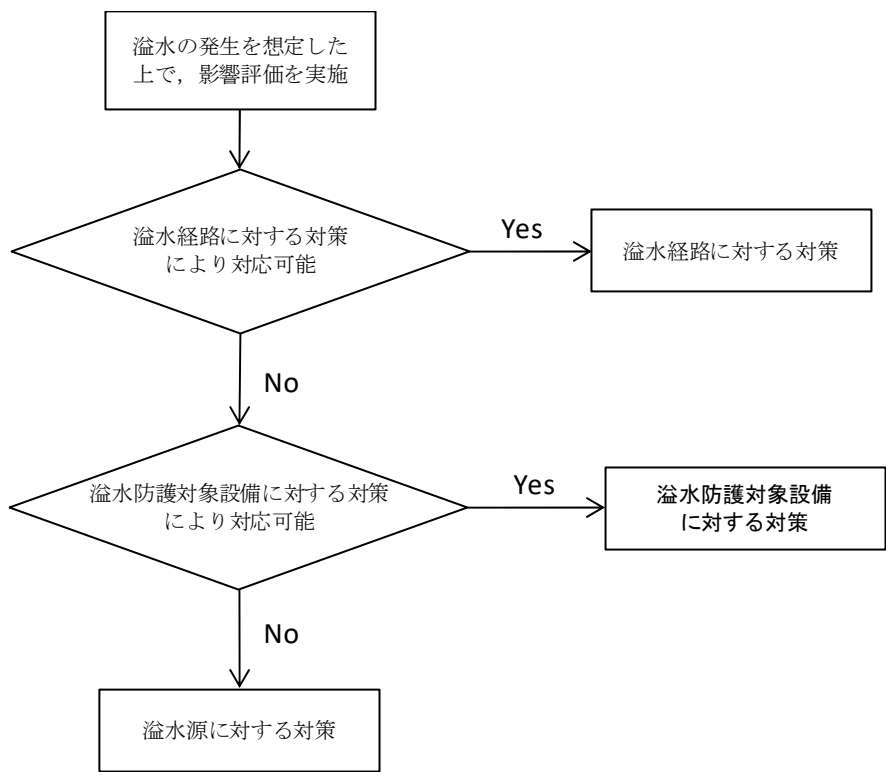 溢水の発生を想定した
上で，影響評価を実施
溢水経路に対する対策
により対応可能
Yes
溢水経路に対する対策
No
溢水防護対象設備に対する対策
により対応可能
Yes
溢水防護対象設備
に対する対策
No
溢水源に対する対策